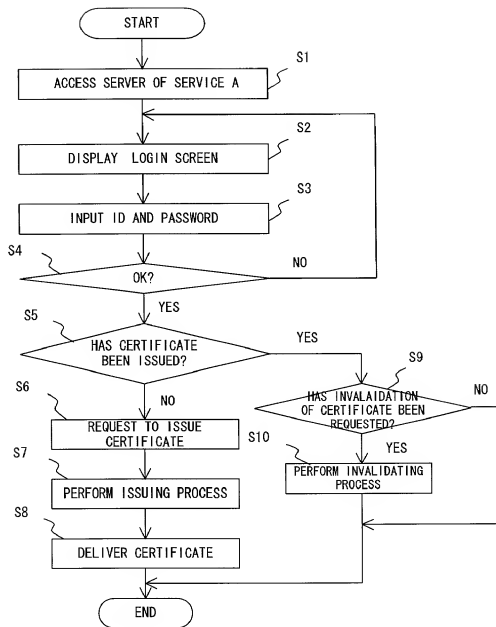 START
S1
ACCESS SERVER OF SERVICE A
S2
DISPLAY LOGIN SCREEN
S3
INPUT ID AND PASSWORD
S4
OK?
NO
YES
S5
HAS CERTIFICATE
BEEN ISSUED?
YES
NO
S9
HAS INVALAIDATION
OF CERTIFICATE BEEN
REQUESTED?
NO
YES
S6
REQUEST TO ISSUE
CERTIFICATE
S10
PERFORM INVALIDATING
PROCESS
S7
PERFORM ISSUING PROCESS
S8
DELIVER CERTIFICATE
END